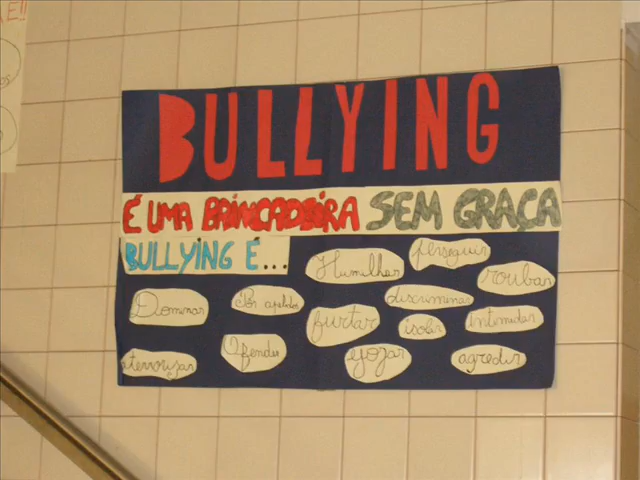 BULLYING
É UMA BRINCADEIRA SEM GRAÇA
BULLYING É...
Humilhar
perseguir
roubar
Dominar
Pôr apelidos
discriminar
furtar
isolar
intimidar
aterrorizar
Ofender
gozar
agredir